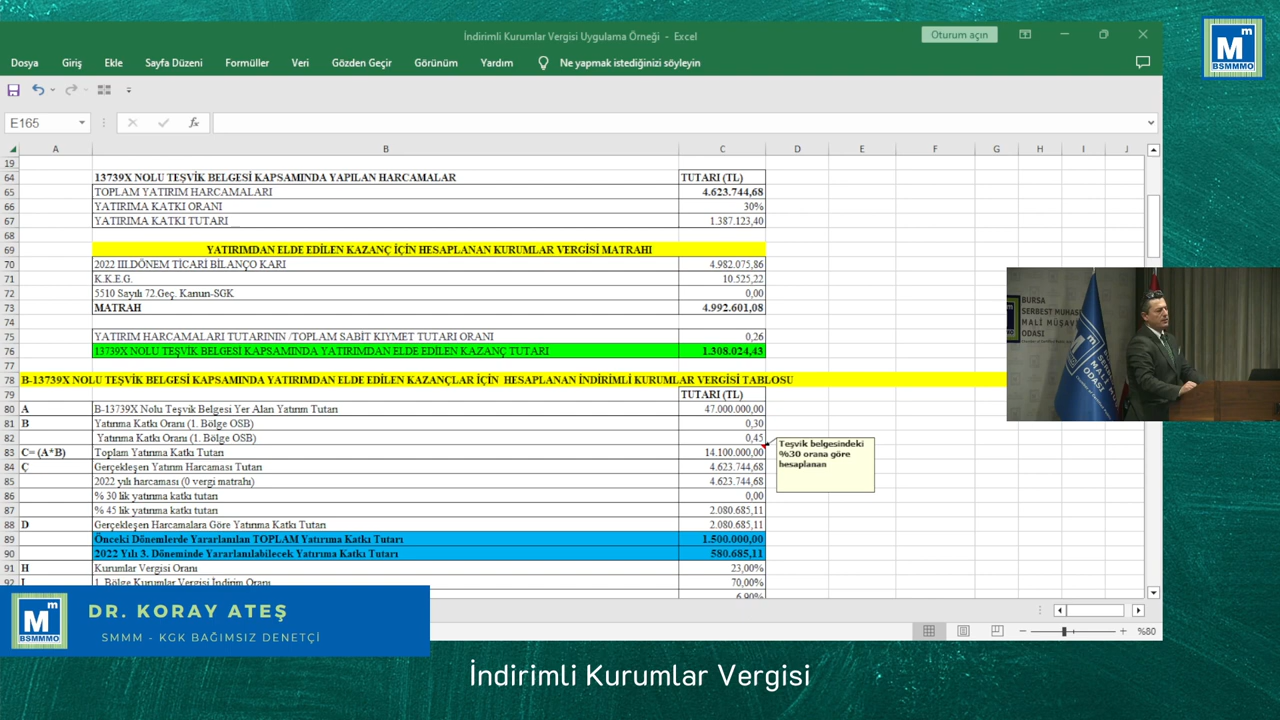 İndirimli Kurumlar Vergisi Uygulama Örneği - Excel
Oturum açın
Dosya Giriş Ekle Sayfa Düzeni Formüller Veri Gözden Geçir Görünüm Yardım Ne yapmak istediğinizi söyleyin
E165 fx
A B C D E F G H I J
19
64 13739X NOLU TEŞVİK BELGESİ KAPSAMINDA YAPILAN HARCAMALAR TUTARI (TL)
65 TOPLAM YATIRIM HARCAMALARI 4.623.744,68
66 YATIRIMA KATKI ORANI 30%
67 YATIRIMA KATKI TUTARI 1.387.123,40
68
69 YATIRIMDAN ELDE EDİLEN KAZANÇ İÇİN HESAPLANAN KURUMLAR VERGİSİ MATRAHI
70 2022 III.DÖNEM TİCARİ BİLANÇO KARI 4.982.075,86
71 K.K.E.G. 10.525,22
72 5510 Sayılı 72.Geç. Kanun-SGK 0,00
73 MATRAH 4.992.601,08
74
75 YATIRIM HARCAMALARI TUTARININ /TOPLAM SABİT KIYMET TUTARI ORANI 0,26
76 13739X NOLU TEŞVİK BELGESİ KAPSAMINDA YATIRIMDAN ELDE EDİLEN KAZANÇ TUTARI 1.308.024,43
77
78 B-13739X NOLU TEŞVİK BELGESİ KAPSAMINDA YATIRIMDAN ELDE EDİLEN KAZANÇLAR İÇİN HESAPLANAN İNDİRİMLİ KURUMLAR VERGİSİ TABLOSU
79 TUTARI (TL)
80 A B-13739X Nolu Teşvik Belgesi Yer Alan Yatırım Tutarı 47.000.000,00
81 B Yatırıma Katkı Oranı (1. Bölge OSB) 0,30
82 Yatırıma Katkı Oranı (1. Bölge OSB) 0,45
83 C= (A*B) Toplam Yatırıma Katkı Tutarı 14.100.000,00
84 Ç Gerçekleşen Yatırım Harcaması Tutarı 4.623.744,68
85 2022 yılı harcaması (0 vergi matrahı) 4.623.744,68
86 % 30 lik yatırıma katkı tutarı 0,00
87 % 45 lik yatırıma katkı tutarı 2.080.685,11
88 D Gerçekleşen Harcamalara Göre Yatırıma Katkı Tutarı 2.080.685,11
89 Önceki Dönemlerde Yararlanılan TOPLAM Yatırıma Katkı Tutarı 1.500.000,00
90 2022 Yılı 3. Döneminde Yararlanılabilecek Yatırıma Katkı Tutarı 580.685,11
91 H Kurumlar Vergisi Oranı 23,00%
92 I 1. Bölge Kurumlar Vergisi İndirim Oranı 70,00%
6,90%
Teşvik belgesindeki
%30 orana göre
hesaplanan
%80
Mm
BSMMMO
BURSA
SERBEST MUHAS
MALİ MÜŞAV
ODASI
Mm
BSMMMO
DR. KORAY ATEŞ
SMMM - KGK BAĞIMSIZ DENETÇİ
İndirimli Kurumlar Vergisi